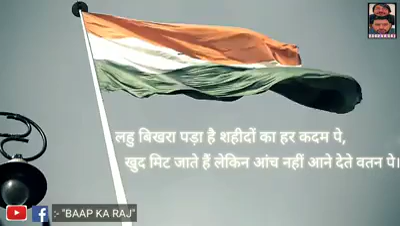 लहु बिखरा पड़ा है शहीदों का हर कदम पे,
खुद मिट जाते हैं लेकिन आंच नहीं आने देते वतन पे।
:- "BAAP KA RAJ"